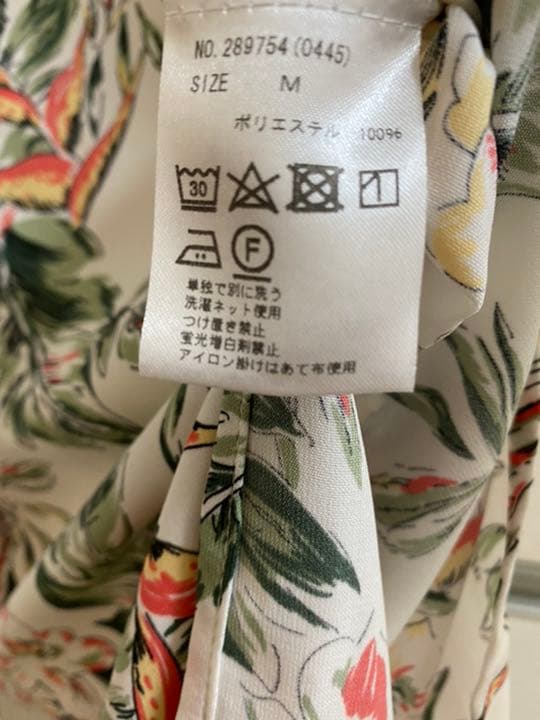 NO. 289754(0445)
SIZE M
ポリエステル 100%
30
1
F
単独で別に洗う
洗濯ネット使用
つけ置き禁止
蛍光増白剤禁止
アイロン掛けはあて布使用